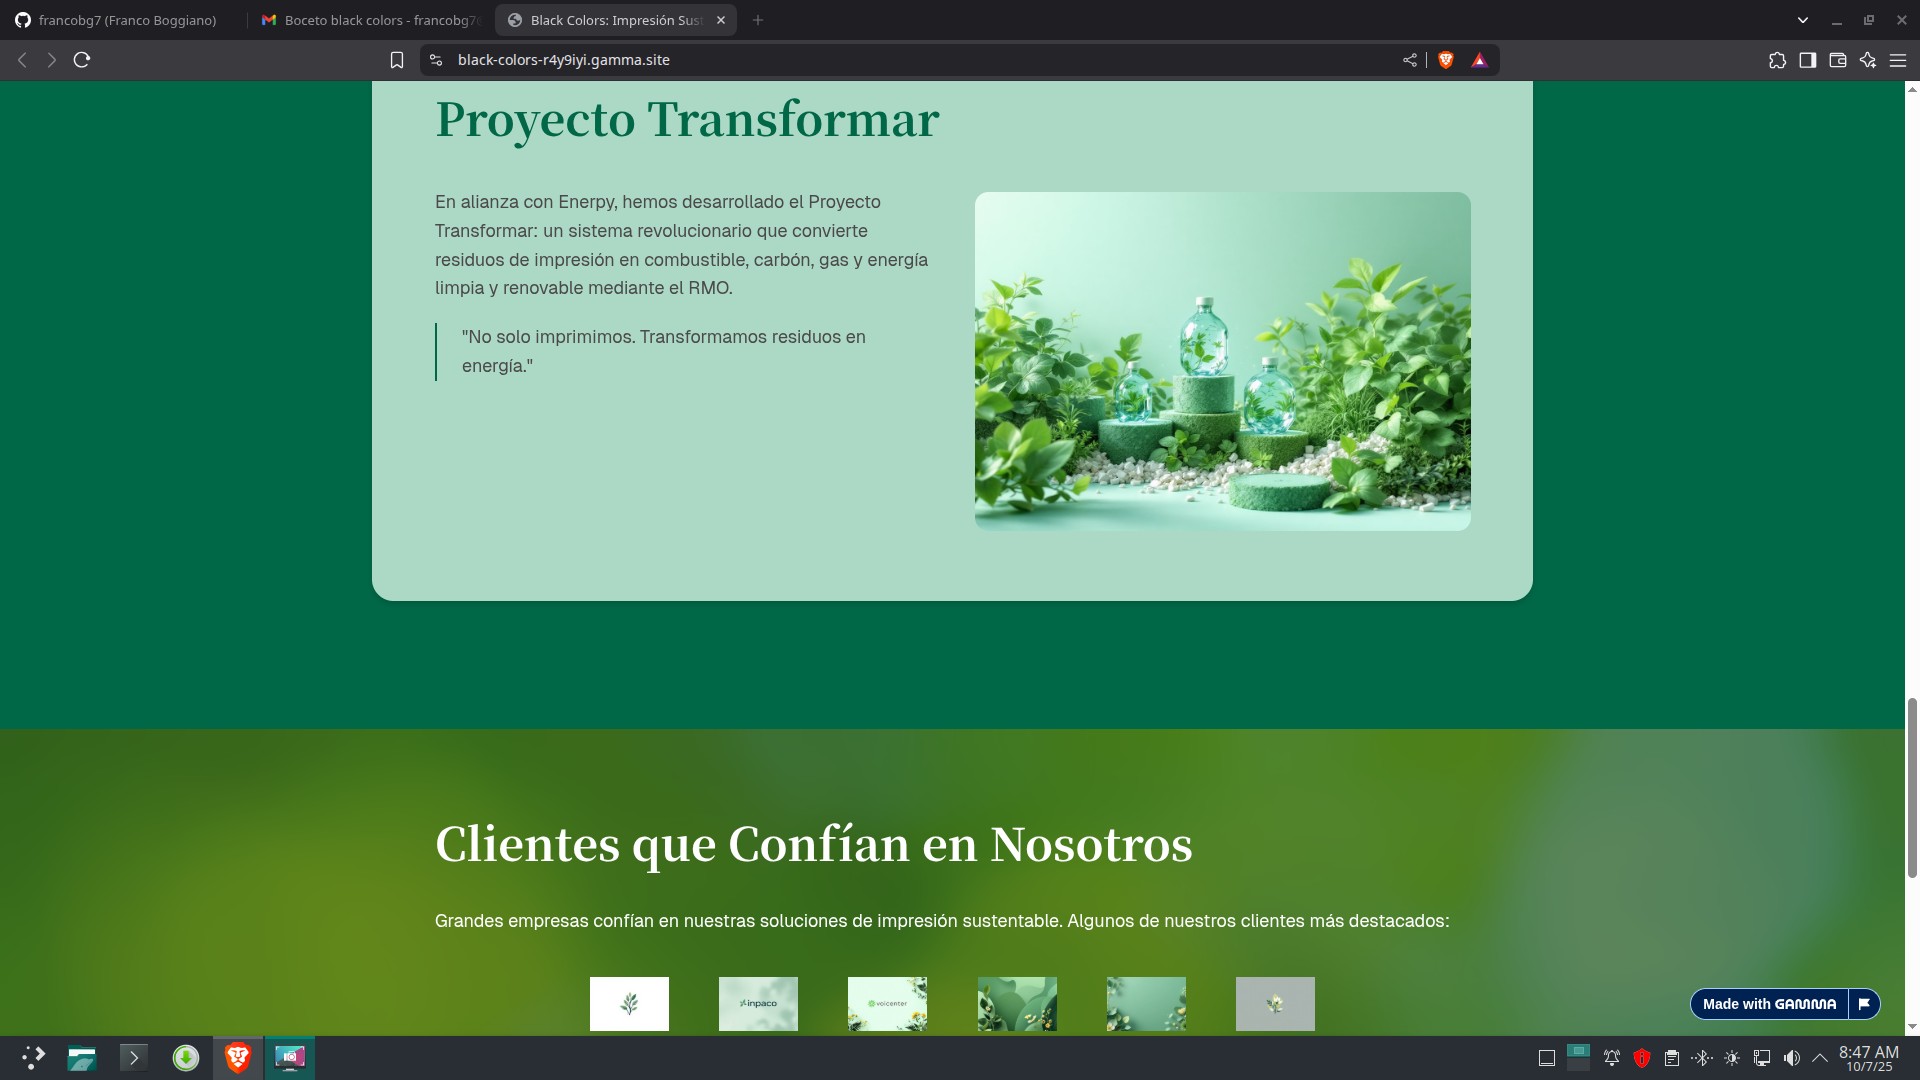 francobg7 (Franco Boggiano)
Boceto black colors - francobg7
Black Colors: Impresión Sus
black-colors-r4y9iyi.gamma.site
Proyecto Transformar
En alianza con Enerpy, hemos desarrollado el Proyecto
Transformar: un sistema revolucionario que convierte
residuos de impresión en combustible, carbón, gas y energía
limpia y renovable mediante el RMO.
"No solo imprimimos. Transformamos residuos en
energía."
Clientes que Confían en Nosotros
Grandes empresas confían en nuestras soluciones de impresión sustentable. Algunos de nuestros clientes más destacados:
inpaco
voicenter
Made with GAMMA
8:47 AM
10/7/25